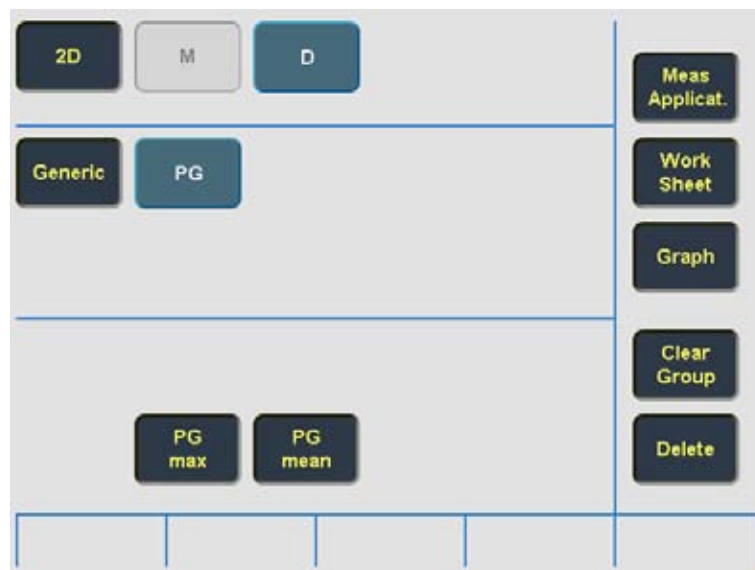 2D
M
D
Meas
Applicat.
Generic
PG
Work
Sheet
Graph
Clear
Group
PG
max
PG
mean
Delete